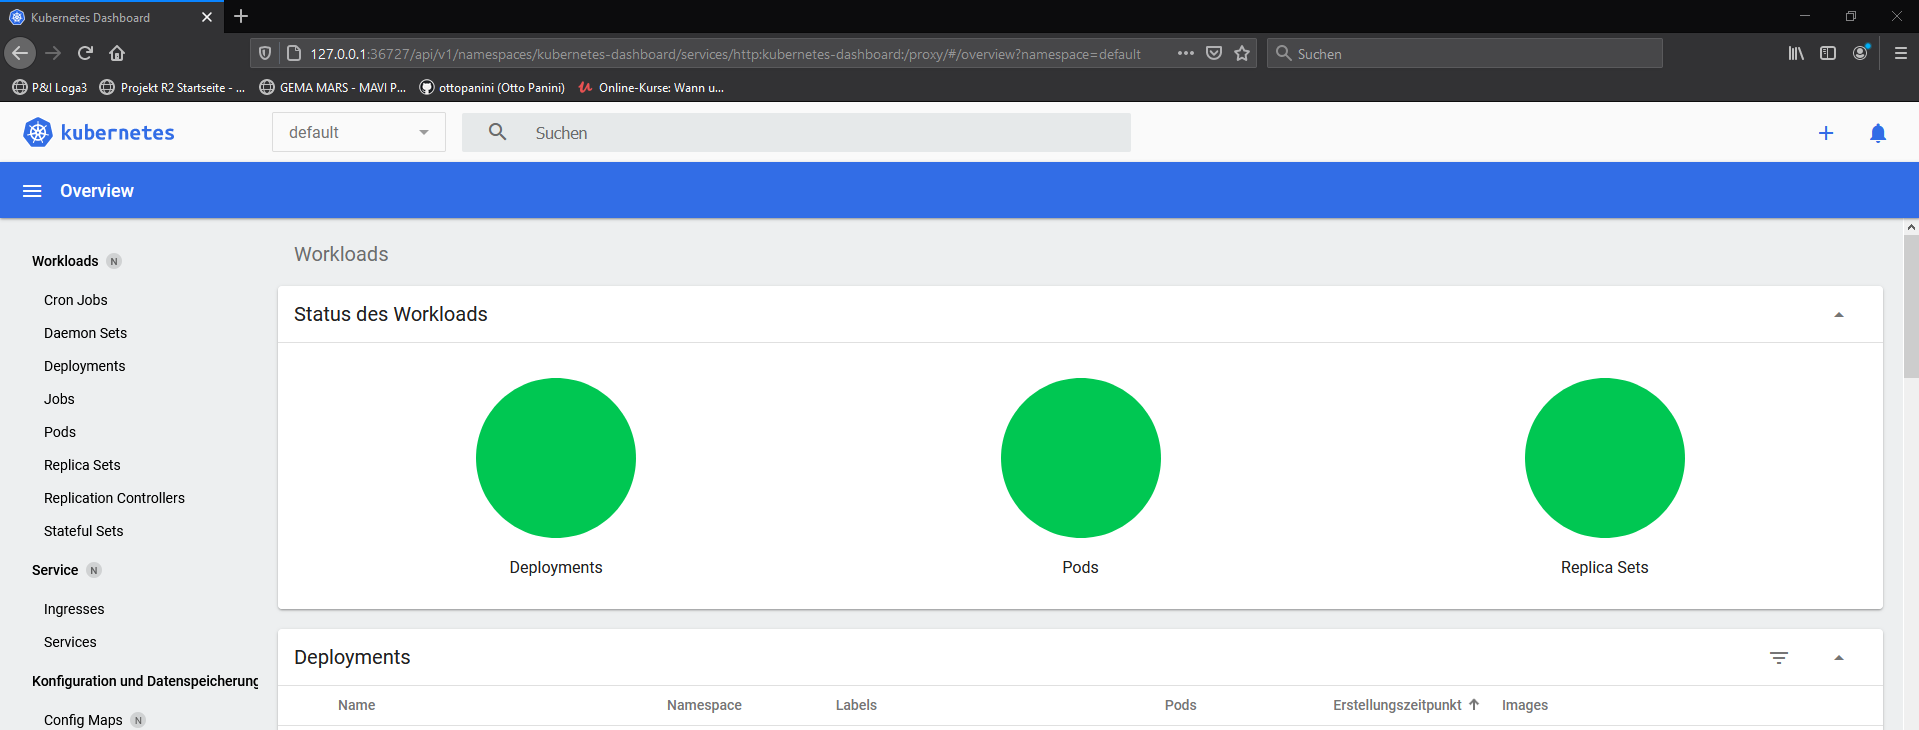 Kubernetes Dashboard
127.0.0.1:36727/api/v1/namespaces/kubernetes-dashboard/services/http:kubernetes-dashboard:/proxy/#/overview?namespace=default
Suchen
P&I Loga3
Projekt R2 Startseite - ...
GEMA MARS - MAVI P...
ottopanini (Otto Panini)
Online-Kurse: Wann u...
kubernetes
default
Suchen
Overview
Workloads N
Cron Jobs
Daemon Sets
Deployments
Jobs
Pods
Replica Sets
Replication Controllers
Stateful Sets
Service N
Ingresses
Services
Konfiguration und Datenspeicherung
Config Maps N
Workloads
Status des Workloads
Deployments
Pods
Replica Sets
Deployments
Name
Namespace
Labels
Pods
Erstellungszeitpunkt
Images